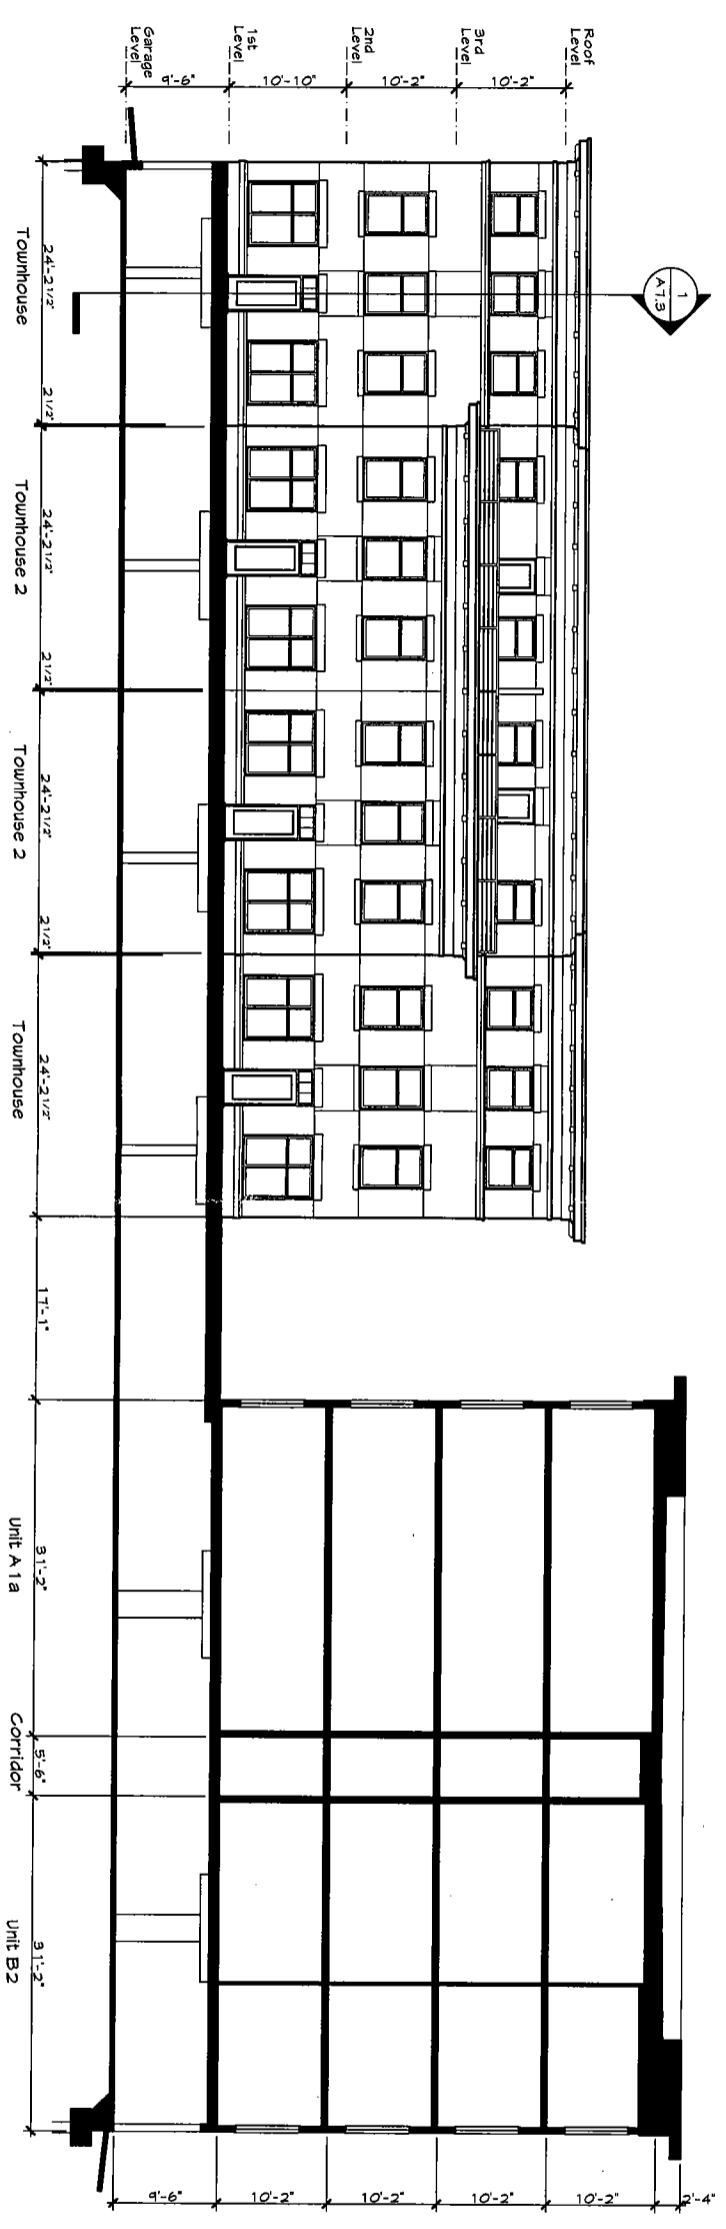 Roof
Level
3rd
Level
2nd
Level
1st
Level
Garage
Level
10'-2"
10'-2"
10'-10"
9'-6"
1
A7.3
24'-2 1/2"
2 1/2"
24'-2 1/2"
2 1/2"
24'-2 1/2"
2 1/2"
24'-2 1/2"
17'-1"
31'-2"
5'-6"
31'-2"
Townhouse
Townhouse 2
Townhouse 2
Townhouse
Unit A1a
Corridor
Unit B2
2'-4"
10'-2"
10'-2"
10'-2"
10'-2"
9'-6"